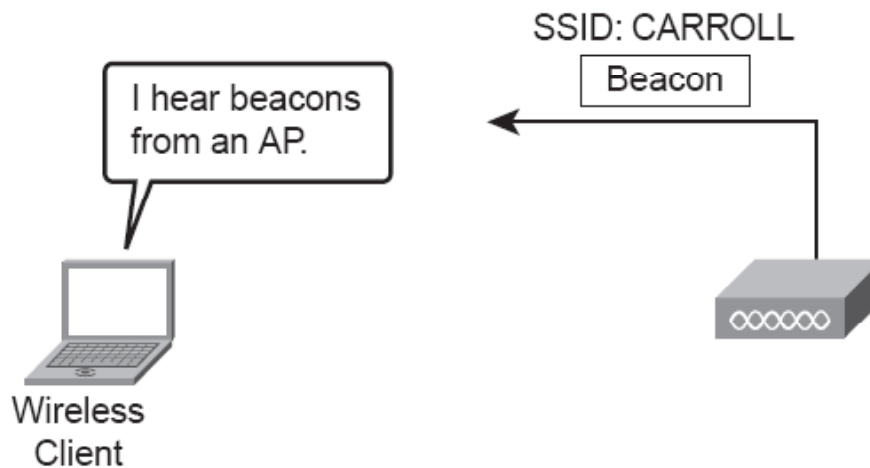 SSID: CARROLL
Beacon
I hear beacons
from an AP.
Wireless
Client